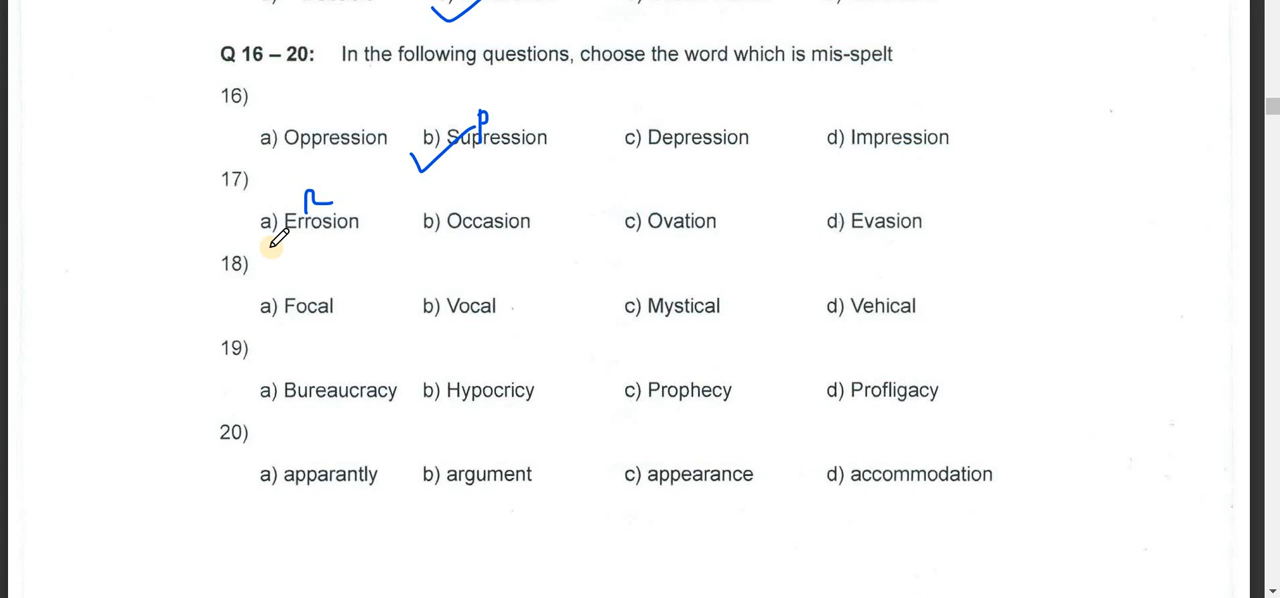 Q 16 – 20: In the following questions, choose the word which is mis-spelt
16)
p
a) Oppression b) Supression c) Depression d) Impression
17)
r
a) Errosion b) Occasion c) Ovation d) Evasion
18)
a) Focal b) Vocal c) Mystical d) Vehical
19)
a) Bureaucracy b) Hypocricy c) Prophecy d) Profligacy
20)
a) apparantly b) argument c) appearance d) accommodation